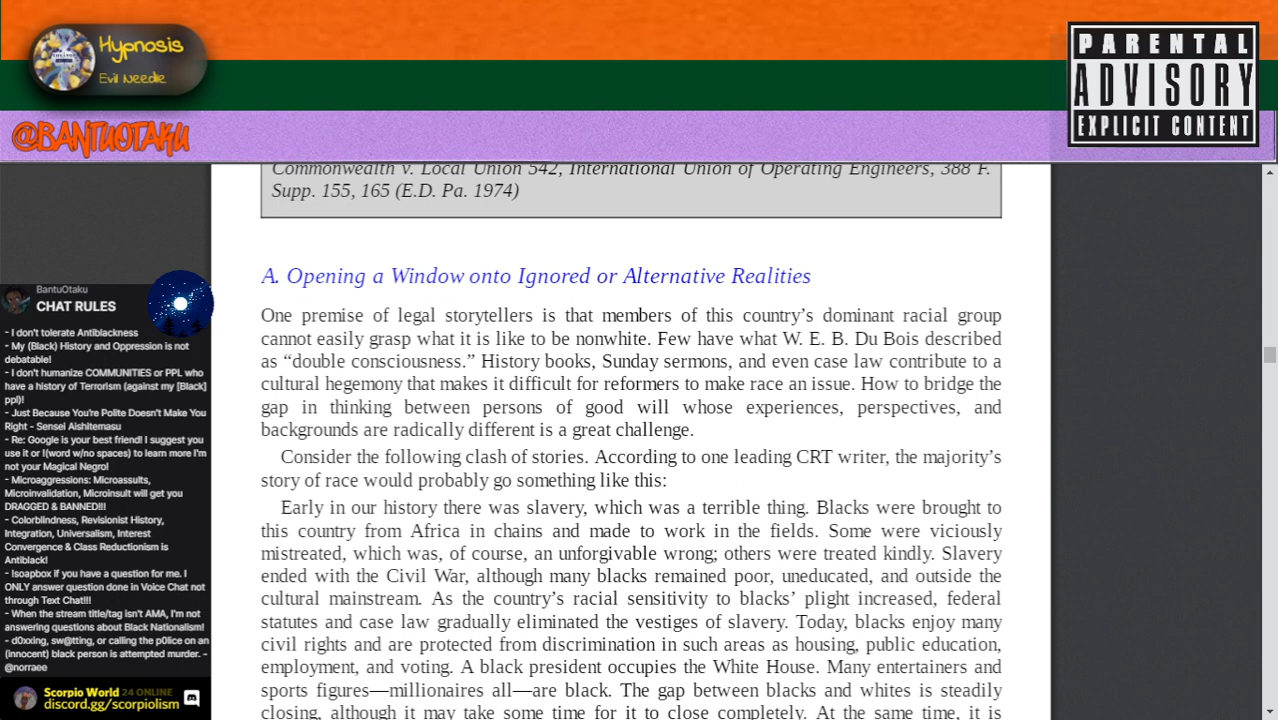 Hypnosis
Evil Needle
PARENTAL
ADVISORY
EXPLICIT CONTENT
@BANTUOTAKU
Commonwealth v. Local Union 542, International Union of Operating Engineers, 388 F.
Supp. 155, 165 (E.D. Pa. 1974)
A. Opening a Window onto Ignored or Alternative Realities
One premise of legal storytellers is that members of this country’s dominant racial group
cannot easily grasp what it is like to be nonwhite. Few have what W. E. B. Du Bois described
as “double consciousness.” History books, Sunday sermons, and even case law contribute to a
cultural hegemony that makes it difficult for reformers to make race an issue. How to bridge the
gap in thinking between persons of good will whose experiences, perspectives, and
backgrounds are radically different is a great challenge.
Consider the following clash of stories. According to one leading CRT writer, the majority’s
story of race would probably go something like this:
Early in our history there was slavery, which was a terrible thing. Blacks were brought to
this country from Africa in chains and made to work in the fields. Some were viciously
mistreated, which was, of course, an unforgivable wrong; others were treated kindly. Slavery
ended with the Civil War, although many blacks remained poor, uneducated, and outside the
cultural mainstream. As the country’s racial sensitivity to blacks’ plight increased, federal
statutes and case law gradually eliminated the vestiges of slavery. Today, blacks enjoy many
civil rights and are protected from discrimination in such areas as housing, public education,
employment, and voting. A black president occupies the White House. Many entertainers and
sports figures—millionaires all—are black. The gap between blacks and whites is steadily
closing, although it may take some time for it to close completely. At the same time, it is
BantuOtaku
CHAT RULES
- I don't tolerate Antiblackness
- My (Black) History and Oppression is not
debatable!
- I don't humanize COMMUNITIES or PPL who
have a history of Terrorism (against my [Black]
ppl)!
- Just Because You're Polite Doesn't Make You
Right - Sensei Aishitemasu
- Re: Google is your best friend! I suggest you
use it or !(word w/no spaces) to learn more I'm
not your Magical Negro!
- Microaggressions: Microassults,
Microinvalidation, Microinsult will get you
DRAGGED & BANNED!!!
- Colorblindness, Revisionist History,
Integration, Universalism, Interest
Convergence & Class Reductionism is
Antiblack!
- !soapbox if you have a question for me. I
ONLY answer question done in Voice Chat not
through Text Chat!!!
- When the stream title/tag isn't AMA, I'm not
answering questions about Black Nationalism!
- d0xxing, sw@tting, or calling the p0lice on an
(innocent) black person is attempted murder. -
@norraee
Scorpio World 24 ONLINE
discord.gg/scorpiolism